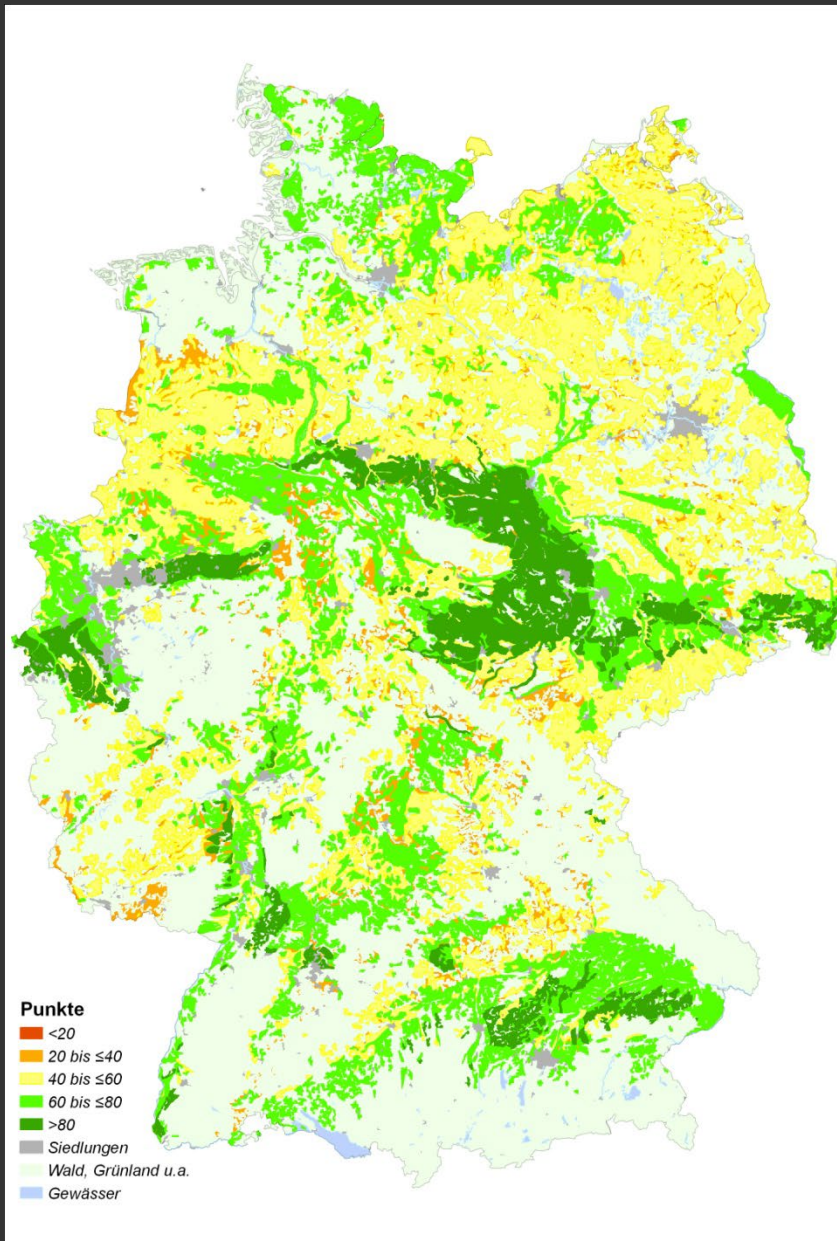 Punkte
<20
20 bis ≤40
40 bis ≤60
60 bis ≤80
>80
Siedlungen
Wald, Grünland u.a.
Gewässer